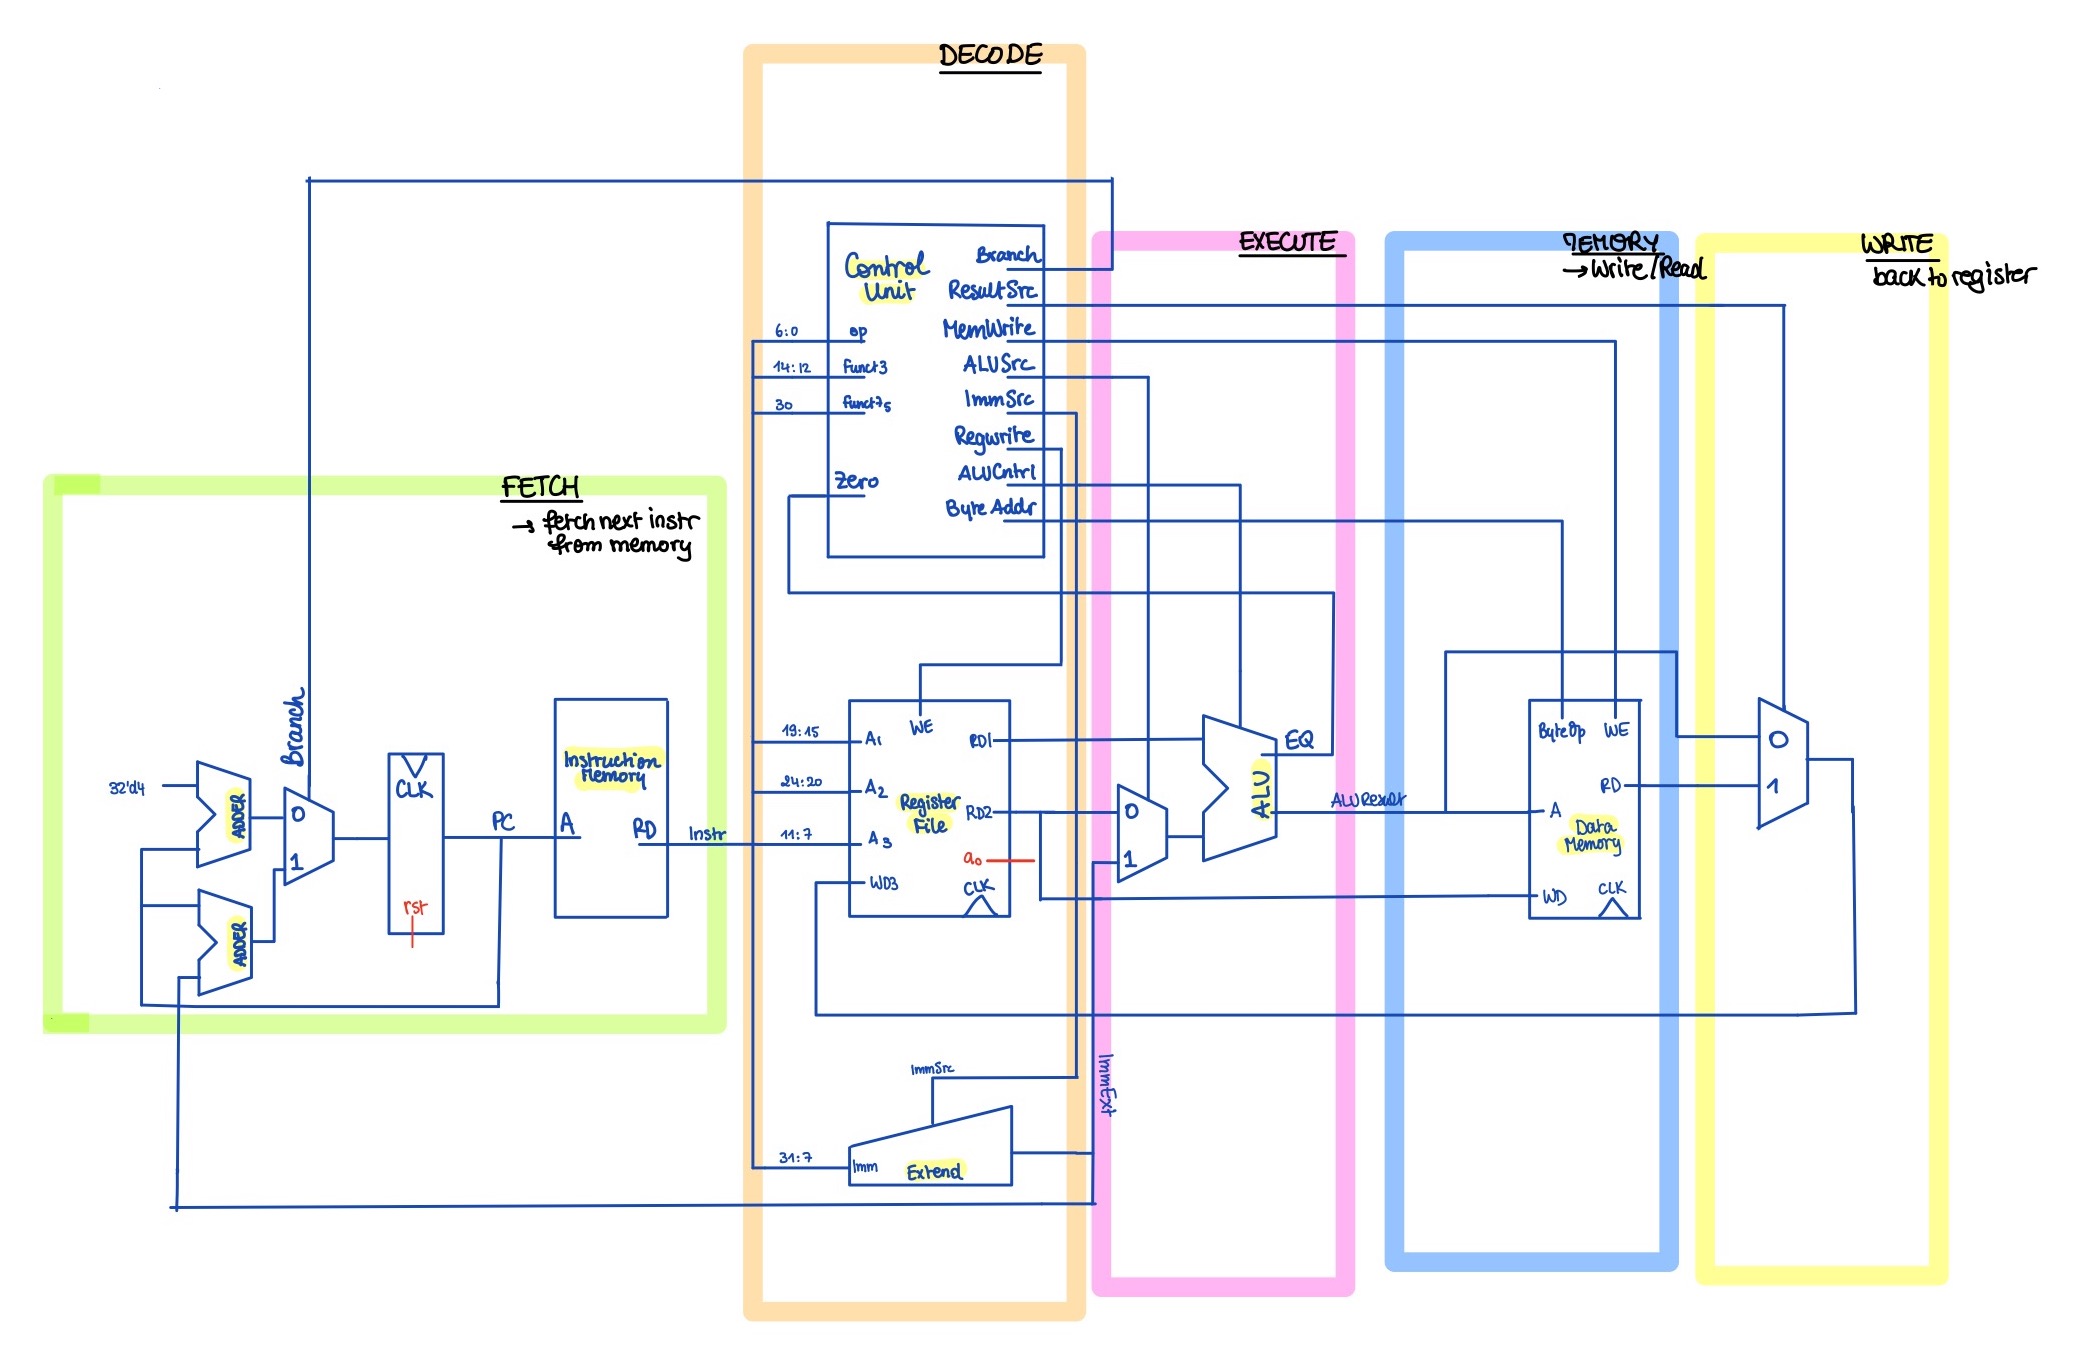 DECODE
EXECUTE
MEMORY
→ Write/Read
WRITE
back to register
FETCH
→ fetch next instr
from memory
Control
Unit
op
funct3
funct7₅
Zero
Branch
ResultSrc
MemWrite
ALUSrc
ImmSrc
Regwrite
ALUCntrl
Byte Addr
6:0
14:12
30
Branch
32'd4
ADDER
ADDER
0
1
CLK
rst
PC
Instruction
Memory
A
RD
Instr
19:15
24:20
11:7
A1
A2
A3
WD3
WE
RD1
Register
File
RD2
a₀
CLK
0
1
ALU
EQ
ALUResult
ByteOp
WE
RD
A
Data
Memory
WD
CLK
0
1
ImmSrc
ImmExt
31:7
Imm
Extend